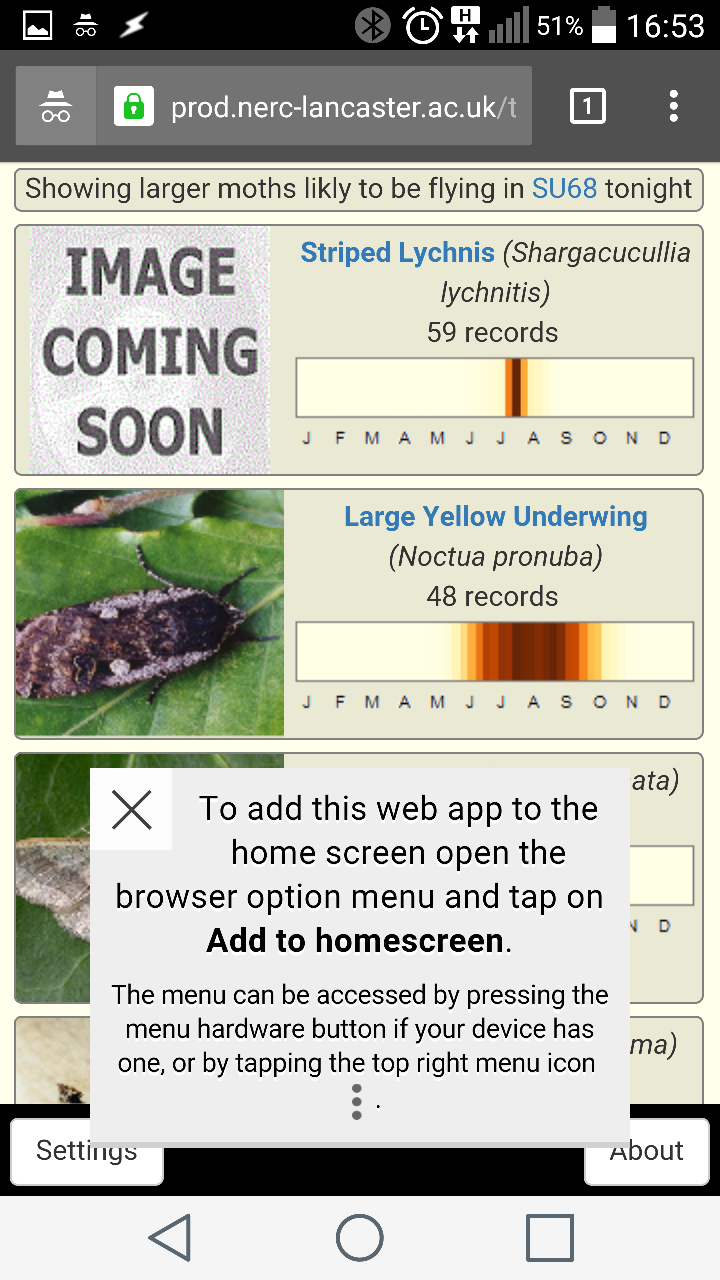 H
51%
16:53
prod.nerc-lancaster.ac.uk/t
1
Showing larger moths likly to be flying in SU68 tonight
IMAGE
COMING
SOON
Striped Lychnis (Shargacucullia
lychnitis)
59 records
J F M A M J J A S O N D
Large Yellow Underwing
(Noctua pronuba)
48 records
J F M A M J J A S O N D
ata)
N D
ma)
To add this web app to the
home screen open the
browser option menu and tap on
Add to homescreen.
The menu can be accessed by pressing the
menu hardware button if your device has
one, or by tapping the top right menu icon
.
Settings
About